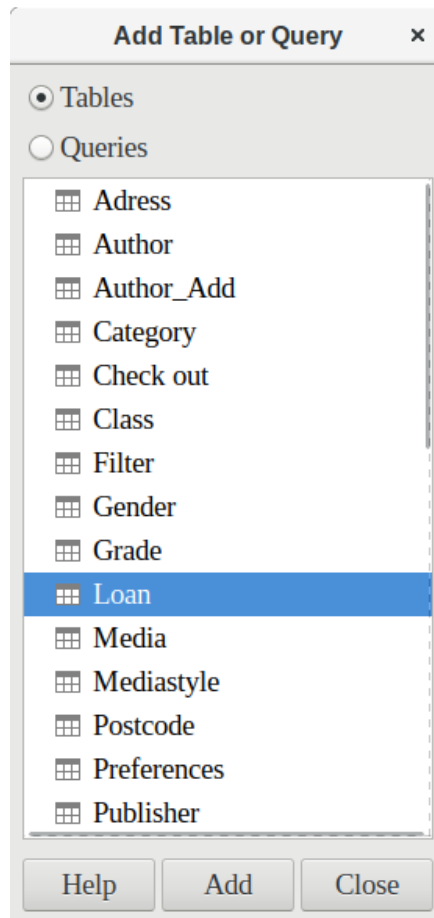 Add Table or Query ×
Tables
Queries
Adress
Author
Author_Add
Category
Check out
Class
Filter
Gender
Grade
Loan
Media
Mediastyle
Postcode
Preferences
Publisher
Help Add Close